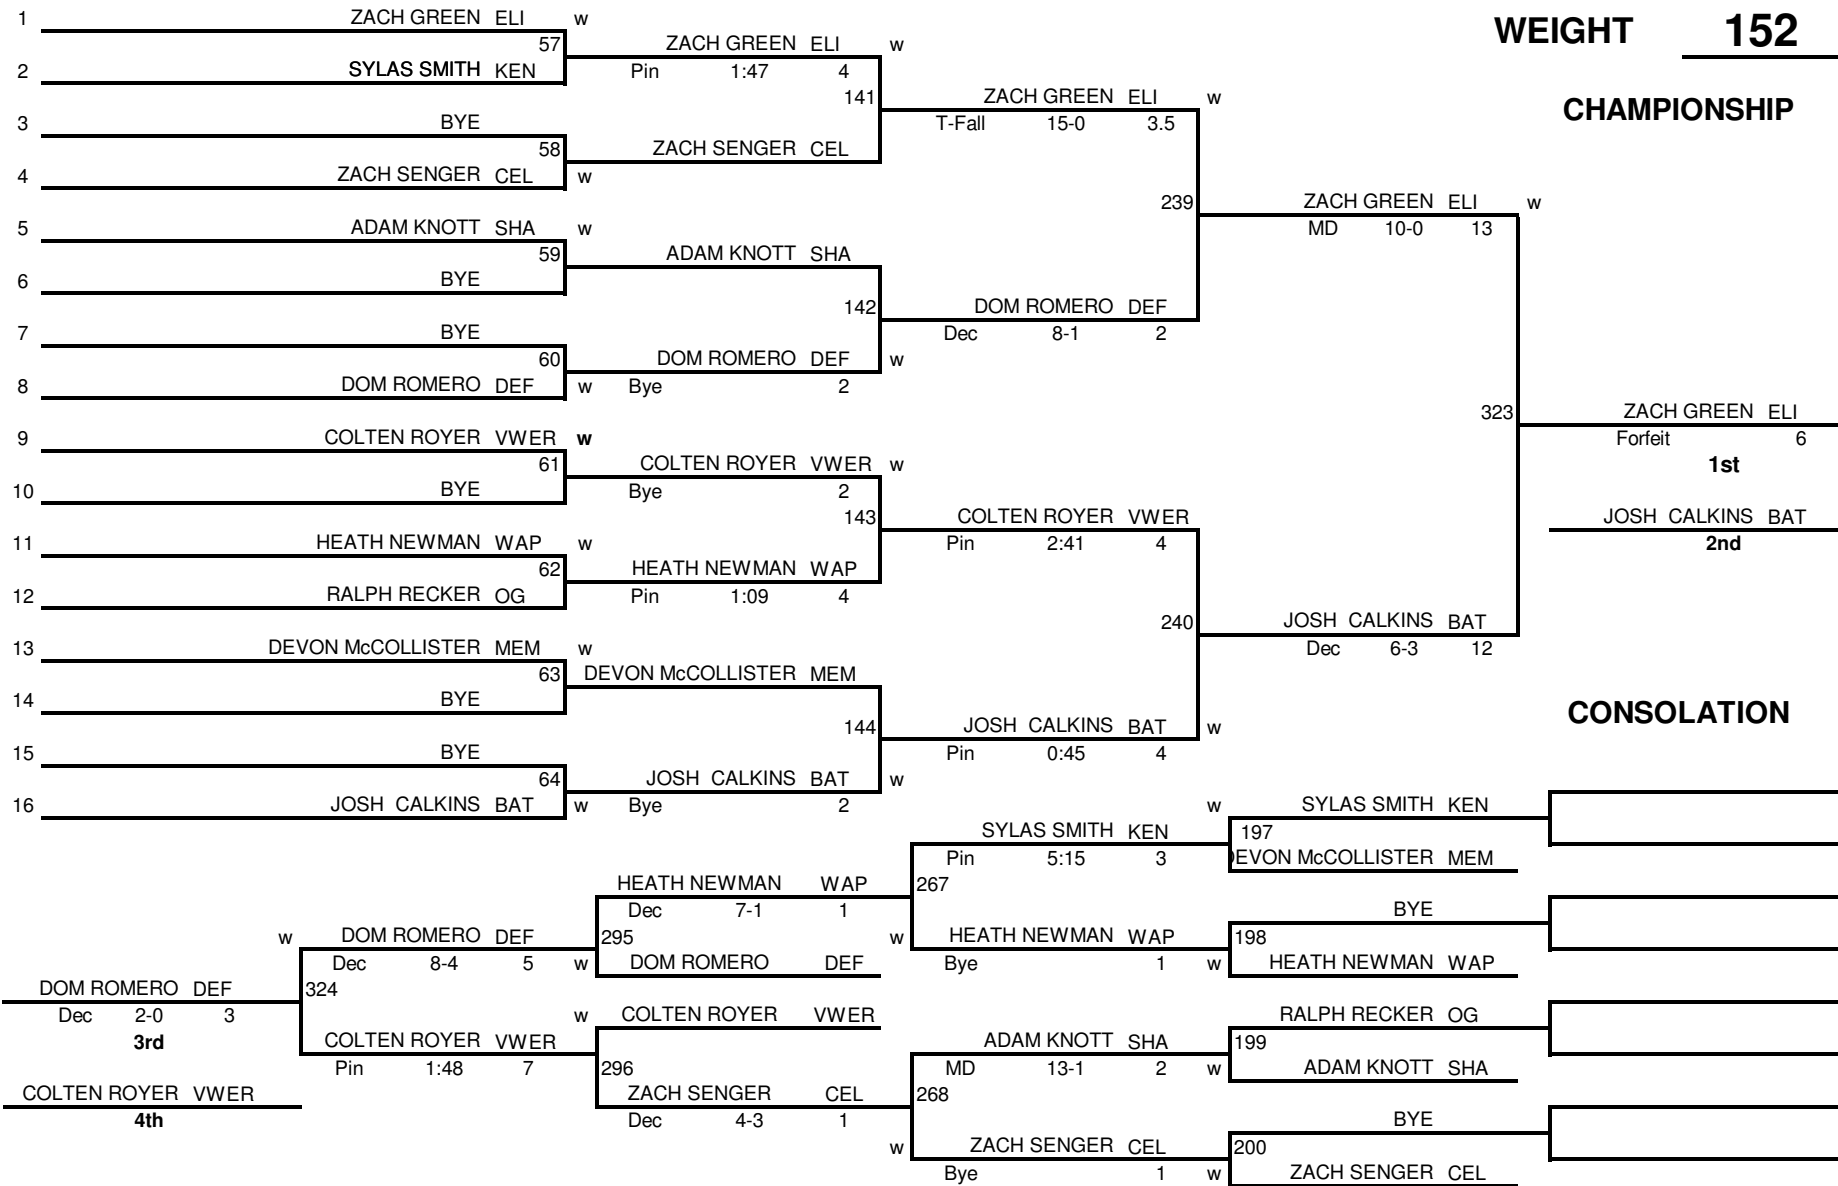 WEIGHT 152
CHAMPIONSHIP
1 ZACH GREEN ELI w
57 ZACH GREEN ELI w
2 SYLAS SMITH KEN Pin 1:47 4
141 ZACH GREEN ELI w
T-Fall 15-0 3.5
3 BYE
58 ZACH SENGER CEL
4 ZACH SENGER CEL w
239 ZACH GREEN ELI w
MD 10-0 13
5 ADAM KNOTT SHA w
59 ADAM KNOTT SHA
6 BYE
142 DOM ROMERO DEF
Dec 8-1 2
7 BYE
60 DOM ROMERO DEF w
8 DOM ROMERO DEF w Bye 2
323 ZACH GREEN ELI
Forfeit 6
1st
JOSH CALKINS BAT
2nd
9 COLTEN ROYER VWER w
61 COLTEN ROYER VWER w
10 BYE Bye 2
143 COLTEN ROYER VWER
Pin 2:41 4
11 HEATH NEWMAN WAP w
62 HEATH NEWMAN WAP
12 RALPH RECKER OG Pin 1:09 4
240 JOSH CALKINS BAT
Dec 6-3 12
13 DEVON McCOLLISTER MEM w
63 DEVON McCOLLISTER MEM
14 BYE
144 JOSH CALKINS BAT w
Pin 0:45 4
15 BYE
64 JOSH CALKINS BAT w
16 JOSH CALKINS BAT w Bye 2
CONSOLATION
w SYLAS SMITH KEN
SYLAS SMITH KEN 197
Pin 5:15 3 DEVON McCOLLISTER MEM
HEATH NEWMAN WAP 267
Dec 7-1 1 BYE
w DOM ROMERO DEF 295 w HEATH NEWMAN WAP 198
Dec 8-4 5 w DOM ROMERO DEF Bye 1 w HEATH NEWMAN WAP
DOM ROMERO DEF 324
Dec 2-0 3 w COLTEN ROYER VWER RALPH RECKER OG
3rd COLTEN ROYER VWER ADAM KNOTT SHA 199
Pin 1:48 7 296 MD 13-1 2 w ADAM KNOTT SHA
COLTEN ROYER VWER ZACH SENGER CEL 268
4th Dec 4-3 1 BYE
w ZACH SENGER CEL 200
Bye 1 w ZACH SENGER CEL